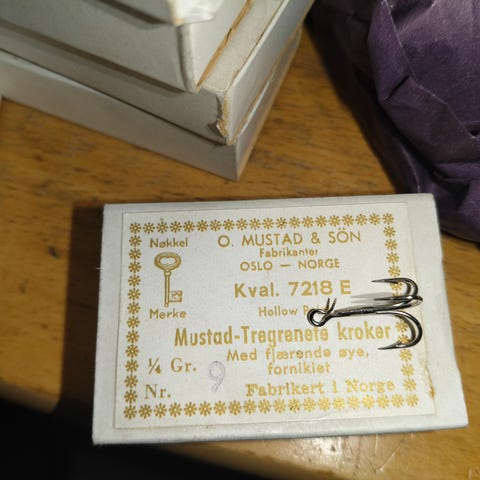 Nøkkel
Merke
O. MUSTAD & SÖN
Fabrikanter
OSLO — NORGE
Kval. 7218 E
Hollow
Mustad-Tregrenete kroker
Med fjærende øye,
forniklet
¼ Gr.
Nr. 9
Fabrikert i Norge